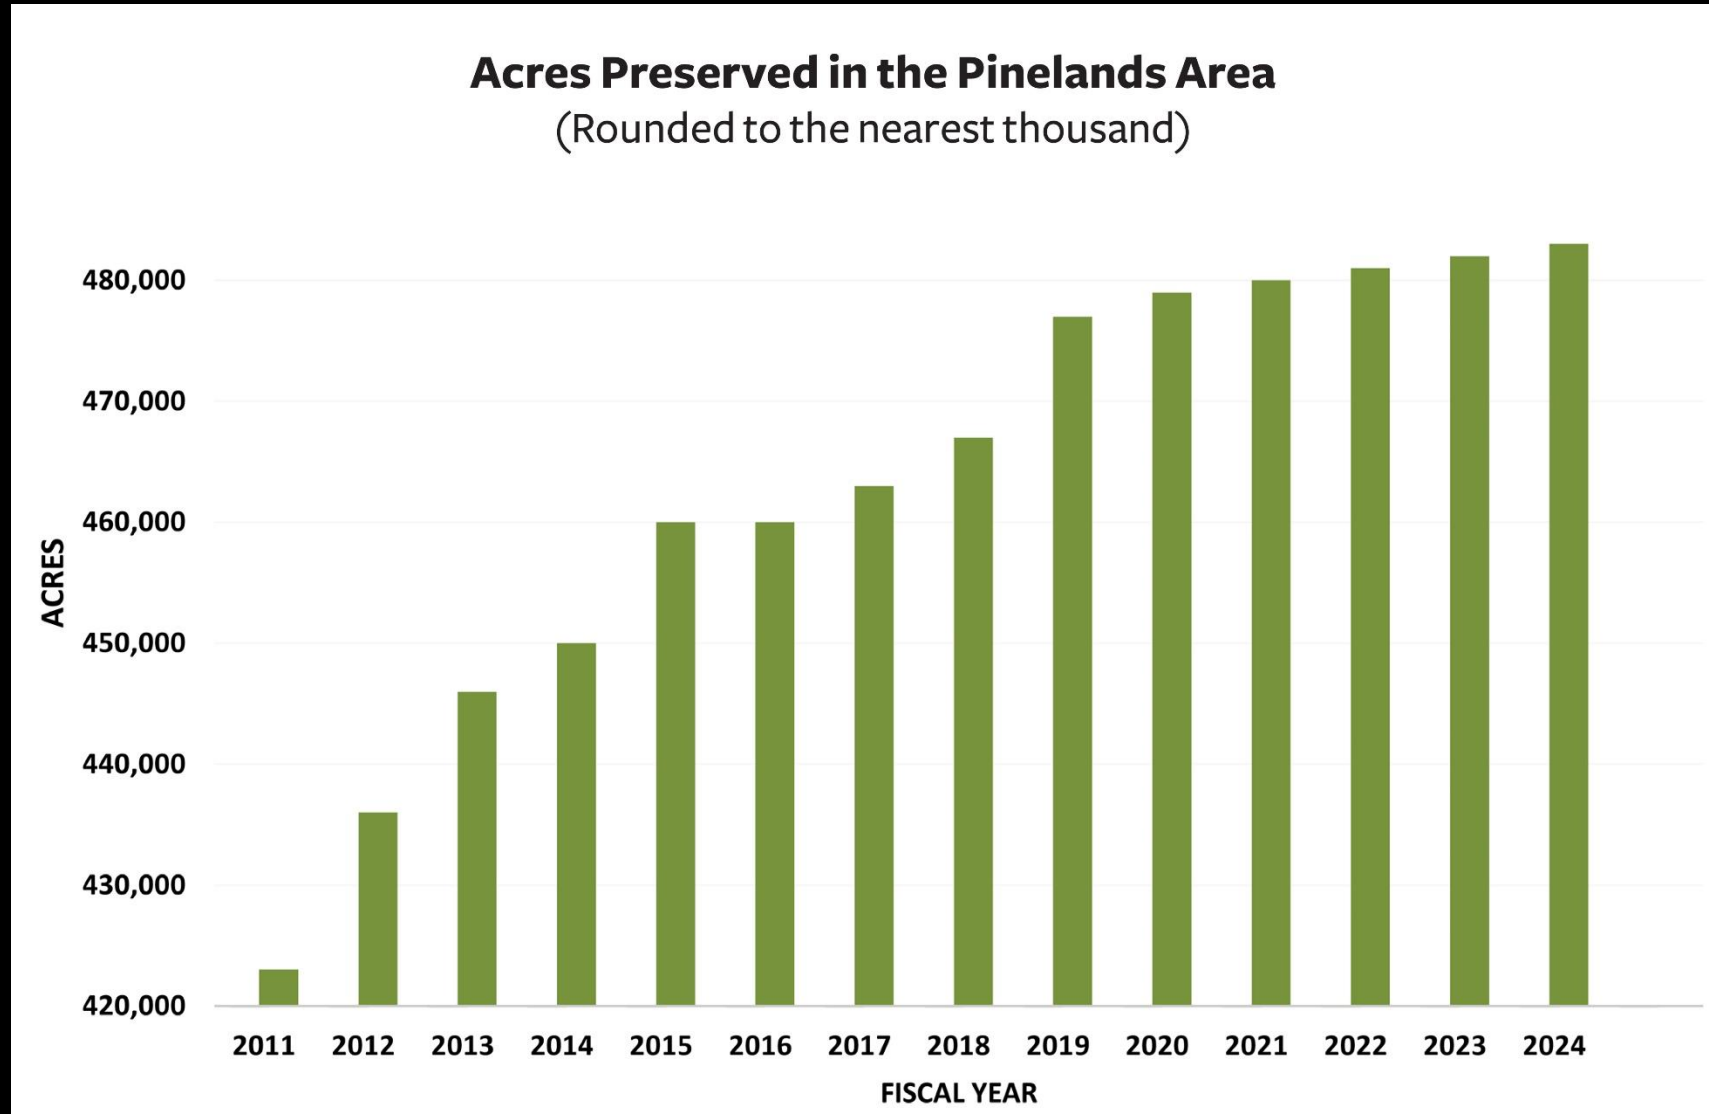 Acres Preserved in the Pinelands Area
(Rounded to the nearest thousand)
480,000
470,000
460,000
450,000
440,000
430,000
420,000
ACRES
2011 2012 2013 2014 2015 2016 2017 2018 2019 2020 2021 2022 2023 2024
FISCAL YEAR